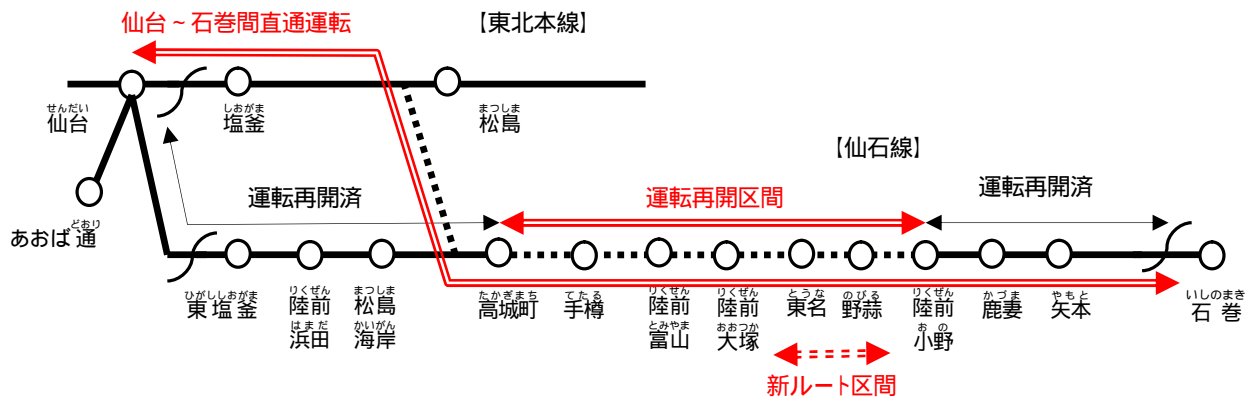 仙台～石巻間直通運転
【東北本線】
せんだい
仙台
しおがま
塩釜
まつしま
松島
【仙石線】
運転再開済
運転再開区間
運転再開済
どおり
あおば通
ひがししおがま
東塩釜
りくぜん
陸前
はまだ
浜田
まつしま
松島
かいがん
海岸
たかぎまち
高城町
てたる
手樽
りくぜん
陸前
とみやま
富山
りくぜん
陸前
おおつか
大塚
とうな
東名
のびる
野蒜
りくぜん
陸前
おの
小野
かづま
鹿妻
やもと
矢本
いしのまき
石巻
新ルート区間